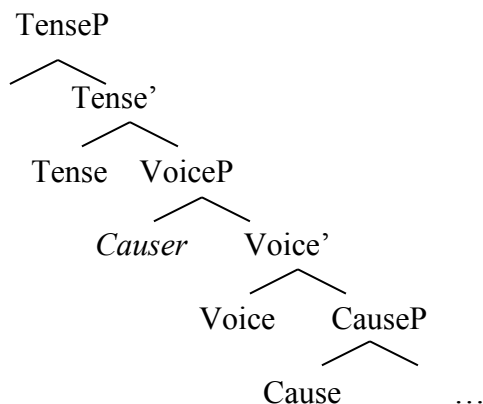 TenseP
Tense’
Tense VoiceP
Causer Voice’
Voice CauseP
Cause …